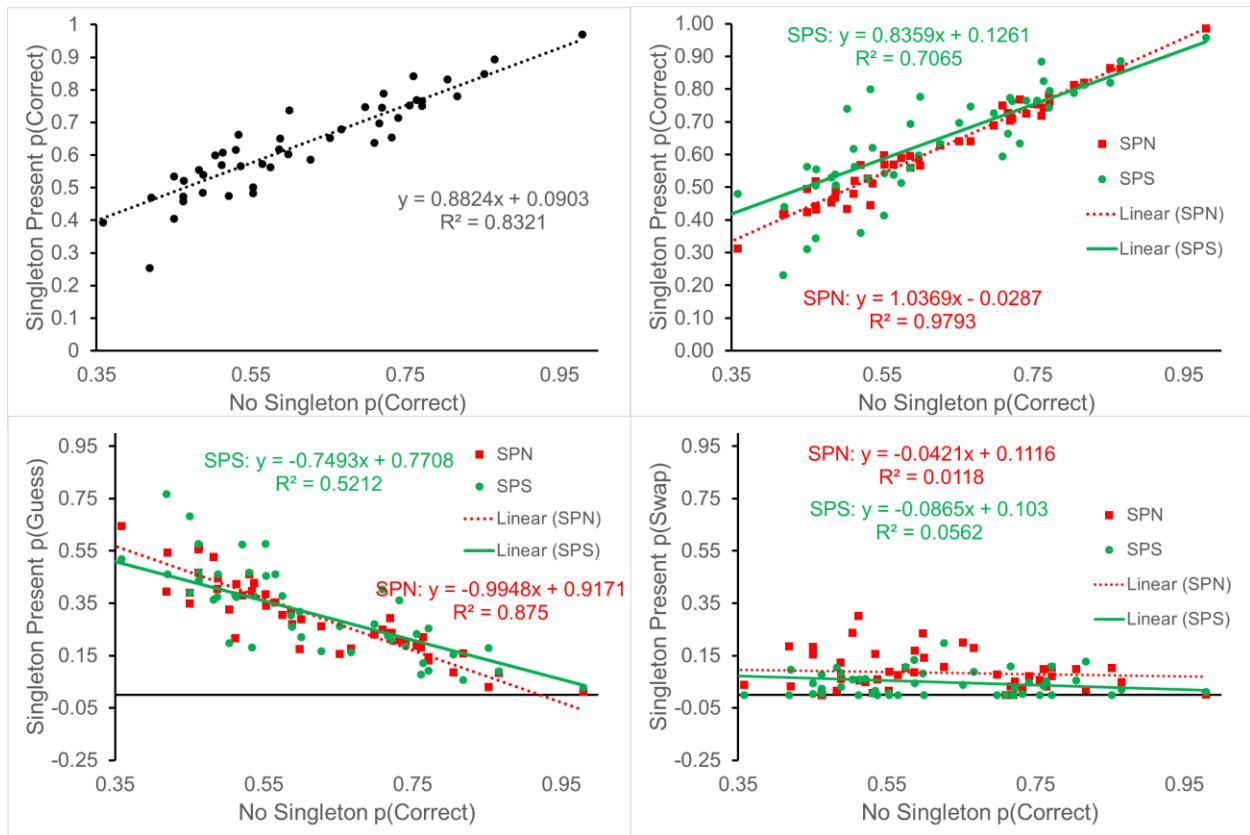 1
0.9
0.8
0.7
0.6
0.5
0.4
0.3
0.2
0.1
0
Singleton Present p(Correct)
y = 0.8824x + 0.0903
R² = 0.8321
0.35 0.55 0.75 0.95
No Singleton p(Correct)
1.00
0.90
0.80
0.70
0.60
0.50
0.40
0.30
0.20
0.10
0.00
Singleton Present p(Correct)
SPS: y = 0.8359x + 0.1261
R² = 0.7065
SPN
SPS
Linear (SPN)
Linear (SPS)
SPN: y = 1.0369x - 0.0287
R² = 0.9793
0.35 0.55 0.75 0.95
No Singleton p(Correct)
0.95
0.75
0.55
0.35
0.15
-0.05
-0.25
Singleton Present p(Guess)
SPS: y = -0.7493x + 0.7708
R² = 0.5212
SPN
SPS
Linear (SPN)
Linear (SPS)
SPN: y = -0.9948x + 0.9171
R² = 0.875
0.35 0.55 0.75 0.95
No Singleton p(Correct)
0.95
0.75
0.55
0.35
0.15
-0.05
-0.25
Singleton Present p(Swap)
SPN: y = -0.0421x + 0.1116
R² = 0.0118
SPS: y = -0.0865x + 0.103
R² = 0.0562
SPN
SPS
Linear (SPN)
Linear (SPS)
0.35 0.55 0.75 0.95
No Singleton p(Correct)